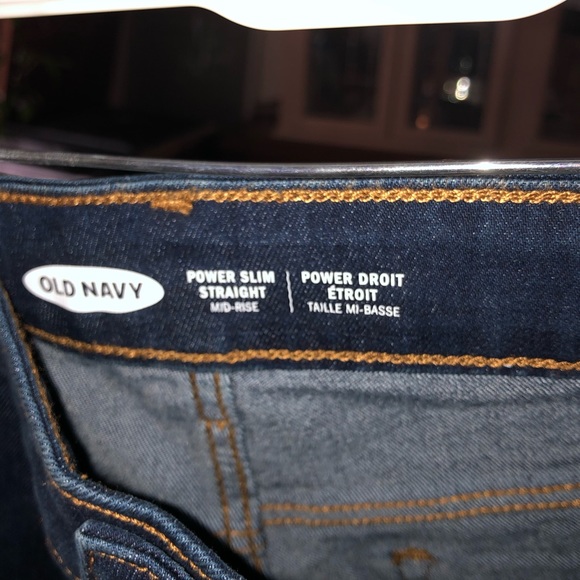 OLD NAVY
POWER SLIM
STRAIGHT
MID-RISE
POWER DROIT
ÉTROIT
TAILLE MI-BASSE